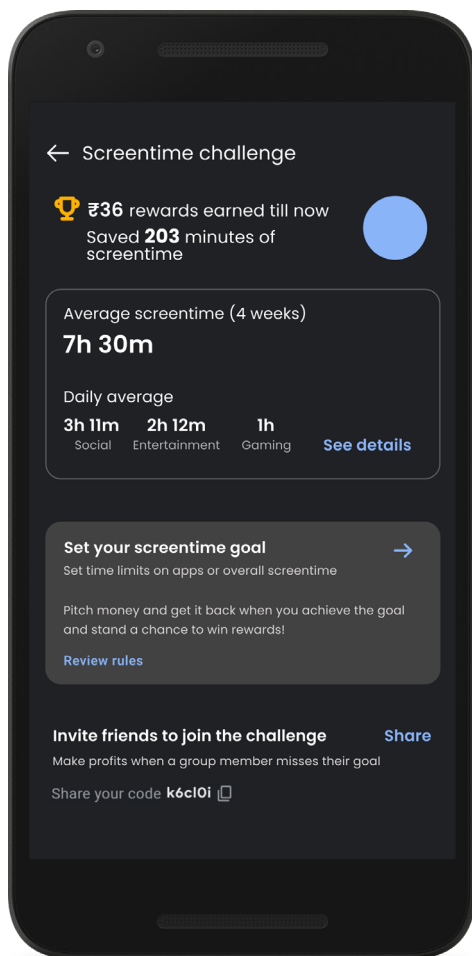 Screentime challenge
₹36 rewards earned till now
Saved 203 minutes of
screentime
Average screentime (4 weeks)
7h 30m
Daily average
3h 11m 2h 12m 1h
Social Entertainment Gaming See details
Set your screentime goal
Set time limits on apps or overall screentime
Pitch money and get it back when you achieve the goal
and stand a chance to win rewards!
Review rules
Invite friends to join the challenge Share
Make profits when a group member misses their goal
Share your code k6cl0i